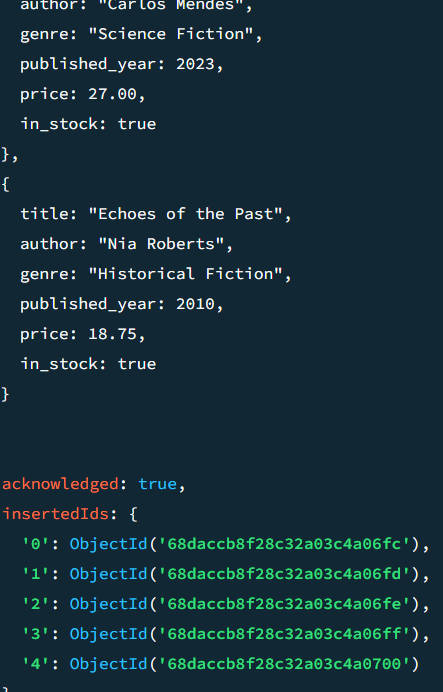 author: "Carlos Mendes",
genre: "Science Fiction",
published_year: 2023,
price: 27.00,
in_stock: true
},
{
title: "Echoes of the Past",
author: "Nia Roberts",
genre: "Historical Fiction",
published_year: 2010,
price: 18.75,
in_stock: true
}
acknowledged: true,
insertedIds: {
'0': ObjectId('68daccb8f28c32a03c4a06fc'),
'1': ObjectId('68daccb8f28c32a03c4a06fd'),
'2': ObjectId('68daccb8f28c32a03c4a06fe'),
'3': ObjectId('68daccb8f28c32a03c4a06ff'),
'4': ObjectId('68daccb8f28c32a03c4a0700')
}